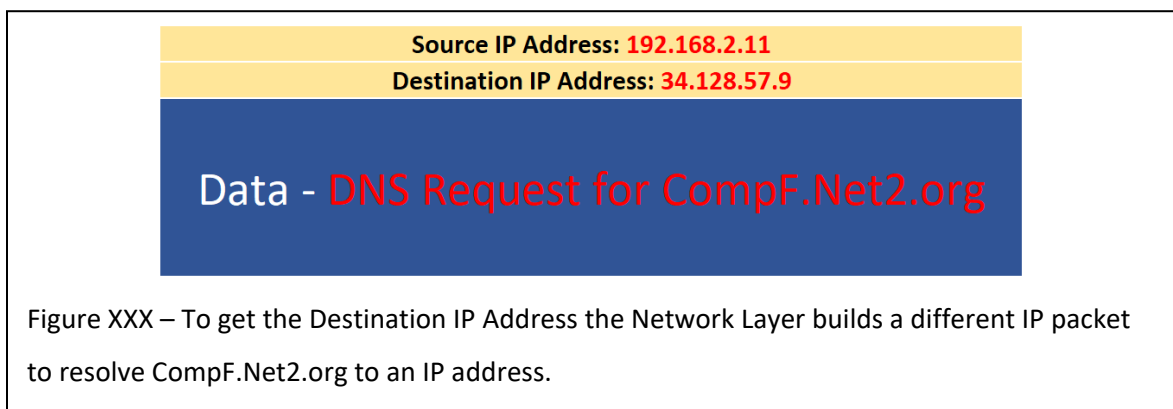 Source IP Address: 192.168.2.11
Destination IP Address: 34.128.57.9
Data - DNS Request for CompF.Net2.org
Figure XXX – To get the Destination IP Address the Network Layer builds a different IP packet
to resolve CompF.Net2.org to an IP address.